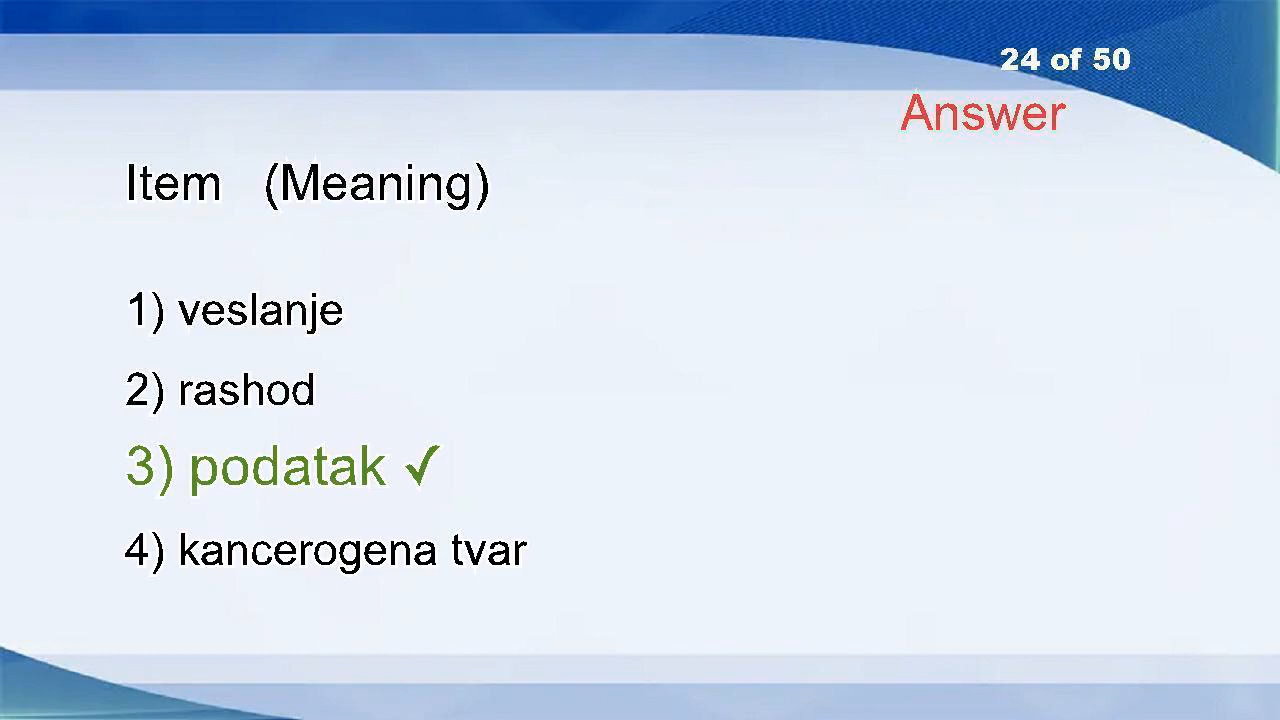 24 of 50
Answer
Item (Meaning)
1) veslanje
2) rashod
3) podatak ✓
4) kancerogena tvar